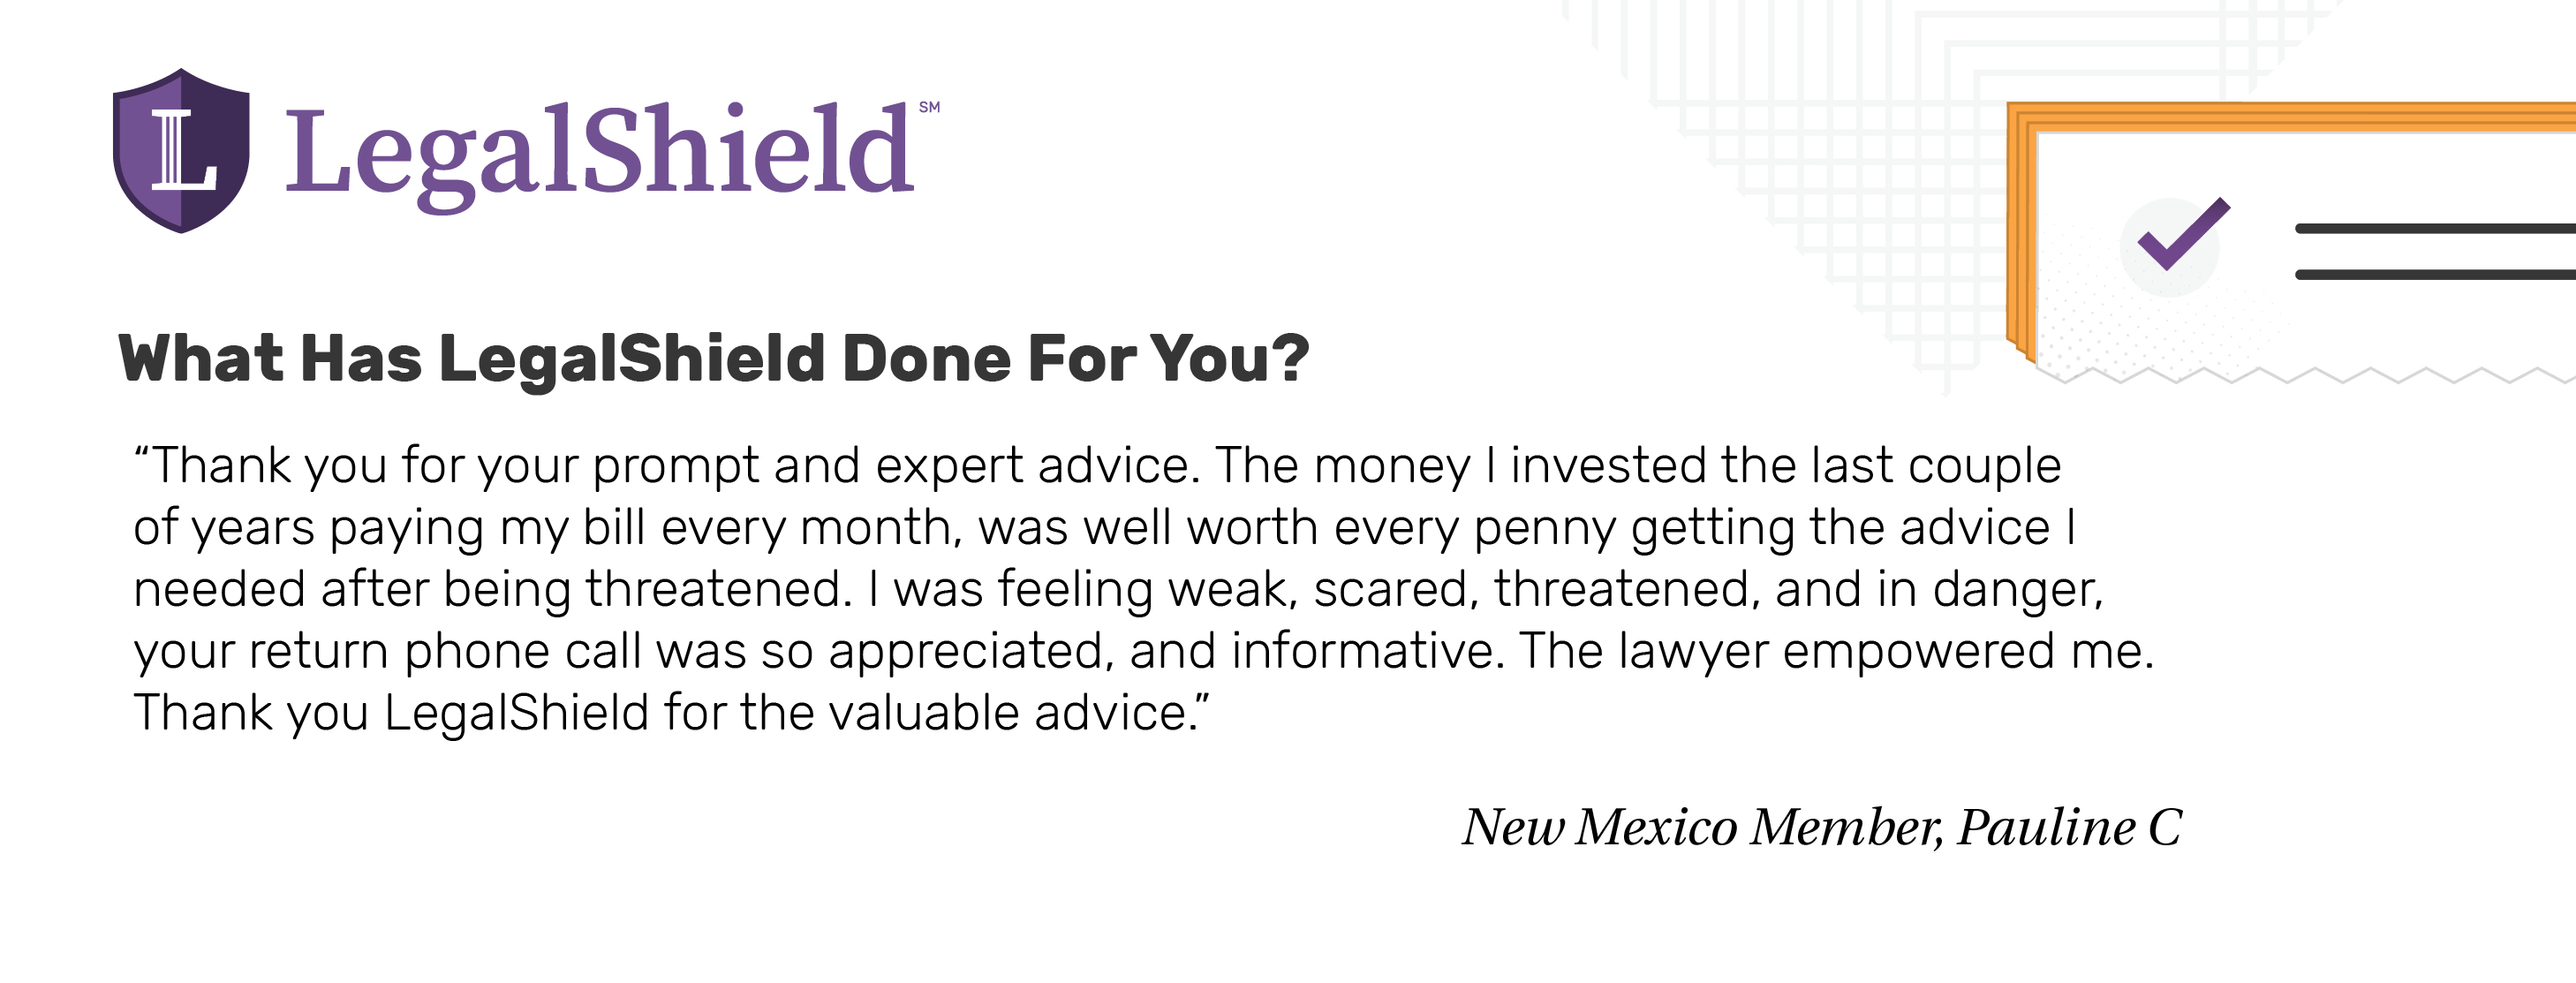 L
LegalShield SM
What Has LegalShield Done For You?
“Thank you for your prompt and expert advice. The money I invested the last couple
of years paying my bill every month, was well worth every penny getting the advice I
needed after being threatened. I was feeling weak, scared, threatened, and in danger,
your return phone call was so appreciated, and informative. The lawyer empowered me.
Thank you LegalShield for the valuable advice.”
New Mexico Member, Pauline C